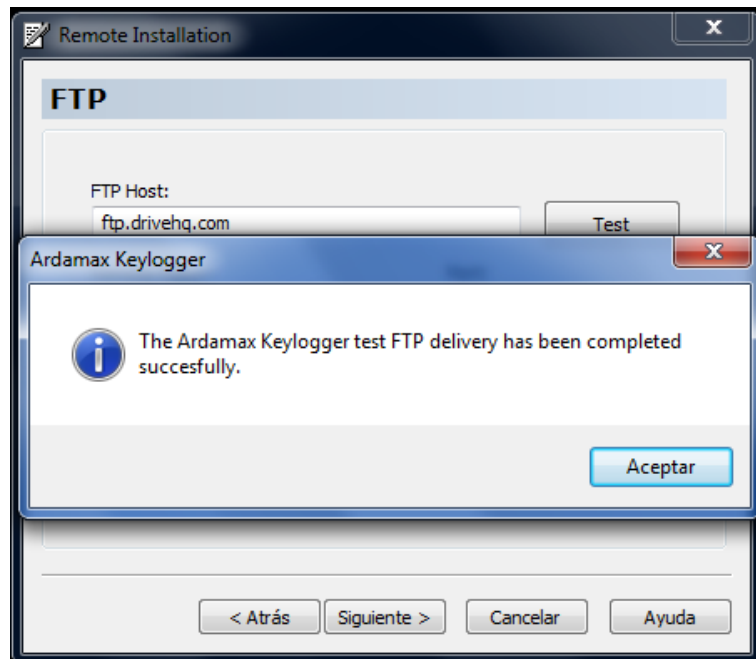 Remote Installation
FTP
FTP Host:
ftp.drivehq.com
Test
Ardamax Keylogger
The Ardamax Keylogger test FTP delivery has been completed
succesfully.
Aceptar
< Atrás
Siguiente >
Cancelar
Ayuda